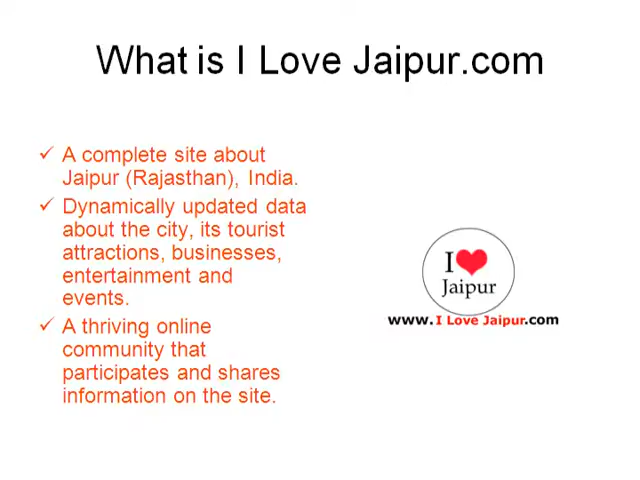 What is I Love Jaipur.com
A complete site about
Jaipur (Rajasthan), India.
Dynamically updated data
about the city, its tourist
attractions, businesses,
entertainment and
events.
A thriving online
community that
participates and shares
information on the site.
I
Jaipur
www.I Love Jaipur.com